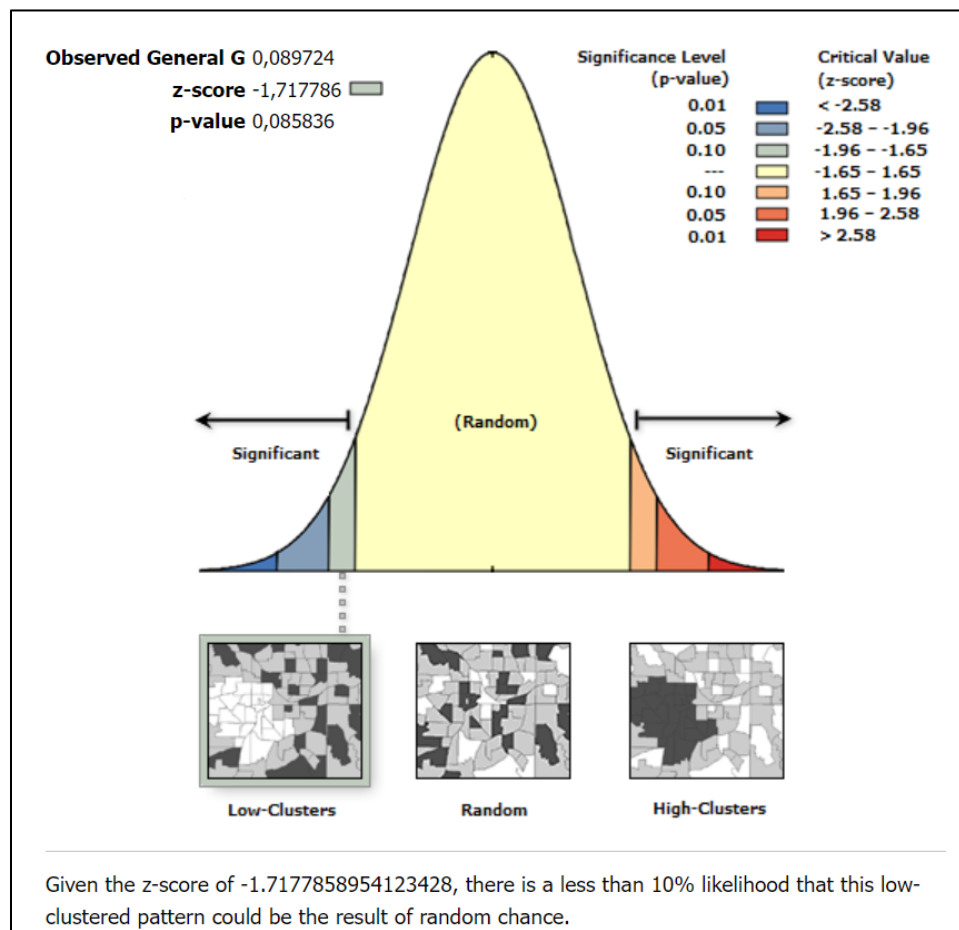 Observed General G 0,089724
z-score -1,717786
p-value 0,085836
Significance Level
(p-value)
Critical Value
(z-score)
0.01 < -2.58
0.05 -2.58 – -1.96
0.10 -1.96 – -1.65
--- -1.65 – 1.65
0.10 1.65 – 1.96
0.05 1.96 – 2.58
0.01 > 2.58
(Random)
Significant
Significant
Low-Clusters
Random
High-Clusters
Given the z-score of -1.7177858954123428, there is a less than 10% likelihood that this low-
clustered pattern could be the result of random chance.